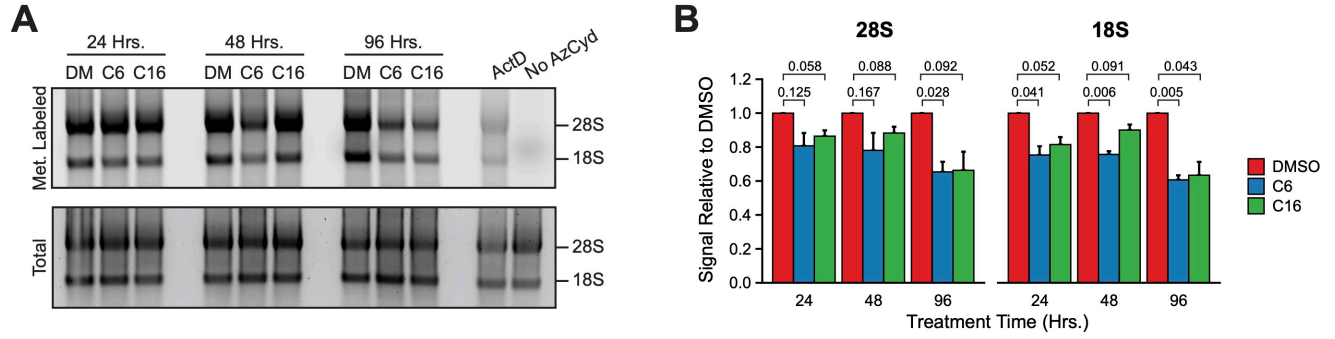 A
24 Hrs.
48 Hrs.
96 Hrs.
DM C6 C16
DM C6 C16
DM C6 C16
ActD
No AzCyd
Met. Labeled
28S
18S
Total
28S
18S
B
28S
18S
Signal Relative to DMSO
1.2
1.0
0.8
0.6
0.4
0.2
0.0
0.058
0.125
0.088
0.167
0.092
0.028
0.052
0.041
0.091
0.006
0.043
0.005
24
48
96
24
48
96
Treatment Time (Hrs.)
DMSO
C6
C16